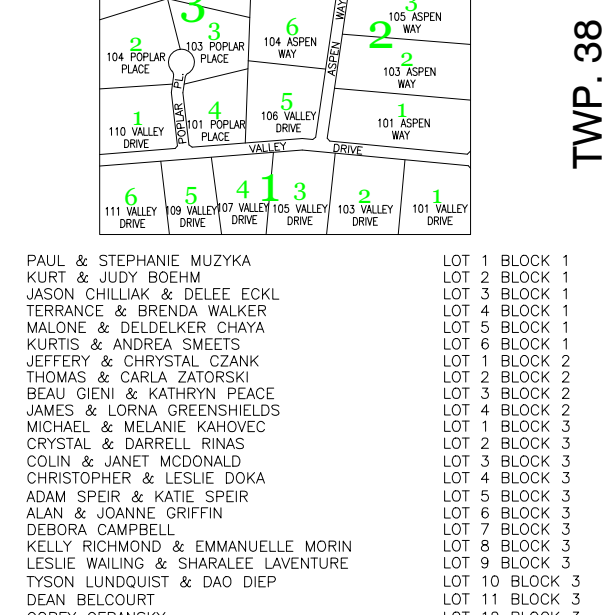 3
3
103 POPLAR
PLACE
2
104 POPLAR
PLACE
6
104 ASPEN
WAY
ASPEN WAY
3
105 ASPEN
WAY
2
2
103 ASPEN
WAY
TWP. 38
POPLAR PL.
1
110 VALLEY
DRIVE
4
101 POPLAR
PLACE
5
106 VALLEY
DRIVE
1
101 ASPEN
WAY
VALLEY DRIVE
1
6
111 VALLEY
DRIVE
5
109 VALLEY
DRIVE
4
107 VALLEY
DRIVE
3
105 VALLEY
DRIVE
2
103 VALLEY
DRIVE
1
101 VALLEY
DRIVE
PAUL & STEPHANIE MUZYKA LOT 1 BLOCK 1
KURT & JUDY BOEHM LOT 2 BLOCK 1
JASON CHILLIAK & DELEE ECKL LOT 3 BLOCK 1
TERRANCE & BRENDA WALKER LOT 4 BLOCK 1
MALONE & DELDELKER CHAYA LOT 5 BLOCK 1
KURTIS & ANDREA SMEETS LOT 6 BLOCK 1
JEFFERY & CHRYSTAL CZANK LOT 1 BLOCK 2
THOMAS & CARLA ZATORSKI LOT 2 BLOCK 2
BEAU GIENI & KATHRYN PEACE LOT 3 BLOCK 2
JAMES & LORNA GREENSHIELDS LOT 4 BLOCK 2
MICHAEL & MELANIE KAHOVEC LOT 1 BLOCK 3
CRYSTAL & DARRELL RINAS LOT 2 BLOCK 3
COLIN & JANET MCDONALD LOT 3 BLOCK 3
CHRISTOPHER & LESLIE DOKA LOT 4 BLOCK 3
ADAM SPEIR & KATIE SPEIR LOT 5 BLOCK 3
ALAN & JOANNE GRIFFIN LOT 6 BLOCK 3
DEBORA CAMPBELL LOT 7 BLOCK 3
KELLY RICHMOND & EMMANUELLE MORIN LOT 8 BLOCK 3
LESLIE WAILING & SHARALEE LAVENTURE LOT 9 BLOCK 3
TYSON LUNDQUIST & DAO DIEP LOT 10 BLOCK 3
DEAN BELCOURT LOT 11 BLOCK 3
LOT 12 BLOCK 3